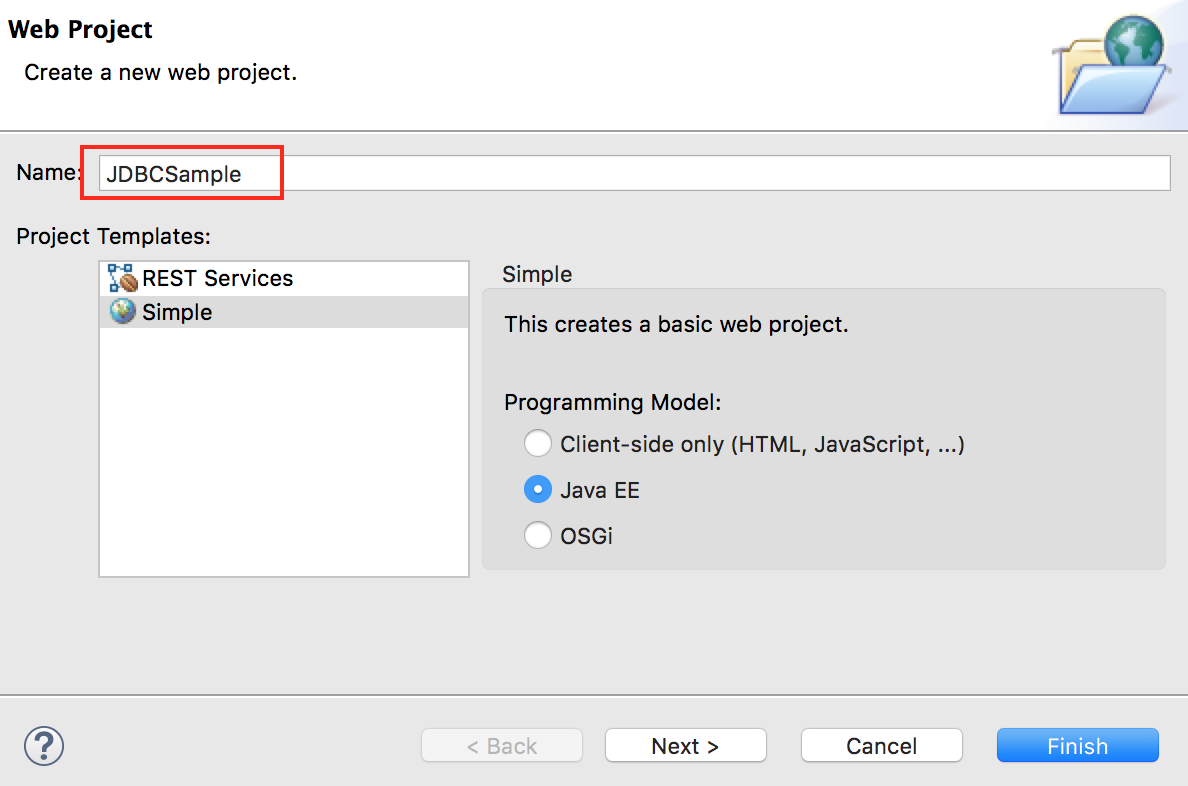 Web Project
Create a new web project.
Name: JDBCSample
Project Templates:
REST Services
Simple
Simple
This creates a basic web project.
Programming Model:
Client-side only (HTML, JavaScript, ...)
Java EE
OSGi
? < Back Next > Cancel Finish